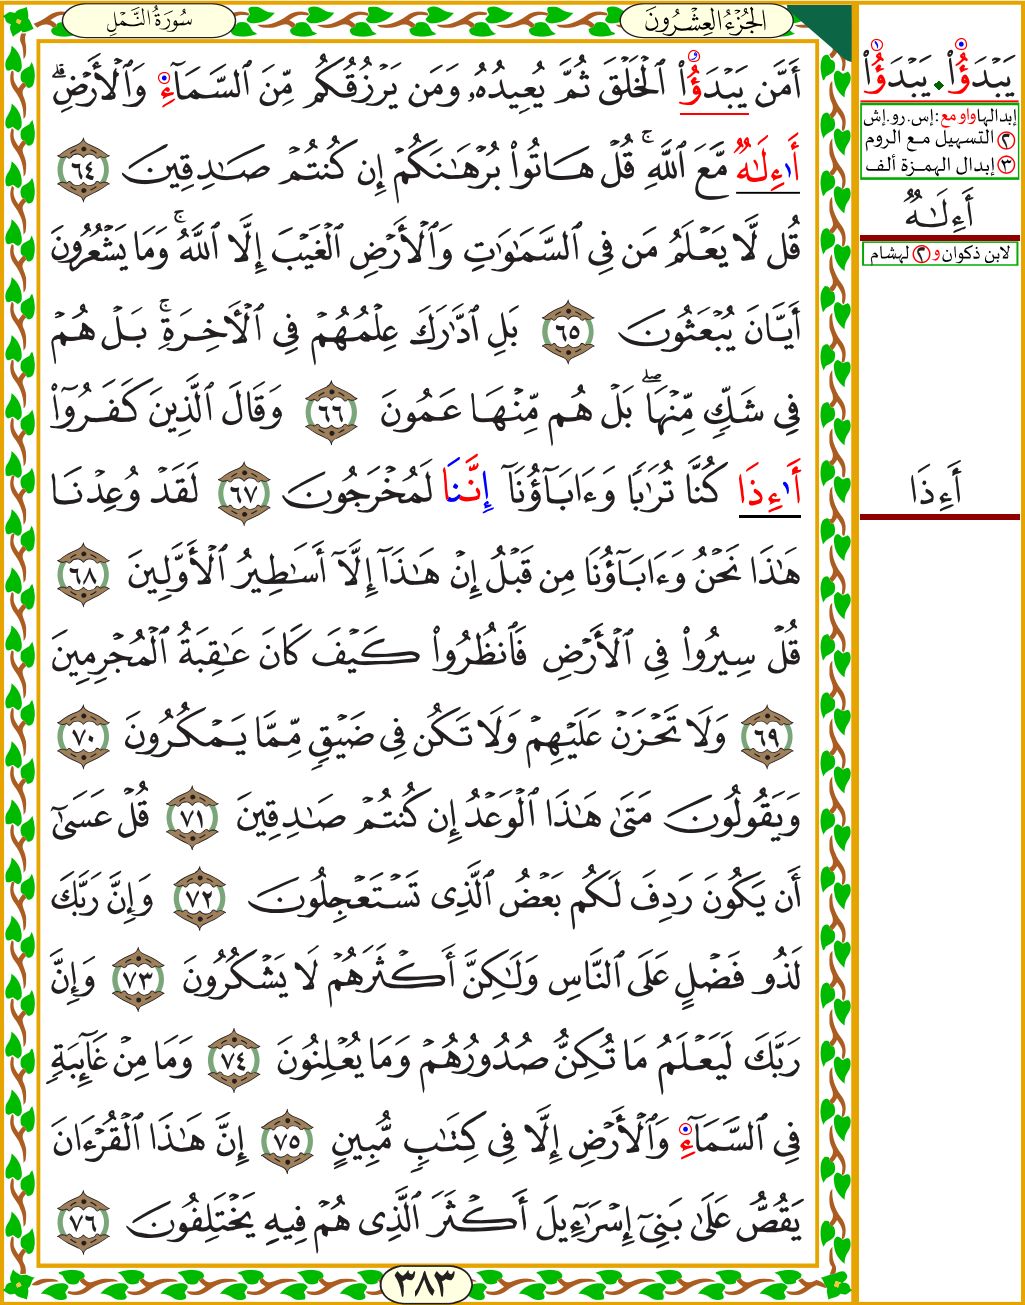 الجُزْءُ العِشْرُونَ
سُورَةُ النَّمْلِ
أَمَّن يَبْدَؤُا۟ ٱلْخَلْقَ ثُمَّ يُعِيدُهُۥ وَمَن يَرْزُقُكُم مِّنَ ٱلسَّمَآءِ وَٱلْأَرْضِ ۗ
أَاءِلَٰهٌ مَّعَ ٱللَّهِ ۚ قُلْ هَاتُوا۟ بُرْهَٰنَكُمْ إِن كُنتُمْ صَٰدِقِينَ ٦٤
قُل لَّا يَعْلَمُ مَن فِى ٱلسَّمَٰوَٰتِ وَٱلْأَرْضِ ٱلْغَيْبَ إِلَّا ٱللَّهُ ۚ وَمَا يَشْعُرُونَ
أَيَّانَ يُبْعَثُونَ ٦٥ بَلِ ٱدَّٰرَكَ عِلْمُهُمْ فِى ٱلْأَخِرَةِ ۚ بَلْ هُمْ
فِى شَكٍّ مِّنْهَا ۖ بَلْ هُم مِّنْهَا عَمُونَ ٦٦ وَقَالَ ٱلَّذِينَ كَفَرُوٓا۟
أَاءِذَا كُنَّا تُرَٰبًا وَءَابَآؤُنَآ إِنَّنَا لَمُخْرَجُونَ ٦٧ لَقَدْ وُعِدْنَا
هَٰذَا نَحْنُ وَءَابَآؤُنَا مِن قَبْلُ إِنْ هَٰذَآ إِلَّآ أَسَٰطِيرُ ٱلْأَوَّلِينَ ٦٨
قُلْ سِيرُوا۟ فِى ٱلْأَرْضِ فَٱنظُرُوا۟ كَيْفَ كَانَ عَٰقِبَةُ ٱلْمُجْرِمِينَ
٦٩ وَلَا تَحْزَنْ عَلَيْهِمْ وَلَا تَكُن فِى ضَيْقٍ مِّمَّا يَمْكُرُونَ ٧٠
وَيَقُولُونَ مَتَىٰ هَٰذَا ٱلْوَعْدُ إِن كُنتُمْ صَٰدِقِينَ ٧١ قُلْ عَسَىٰٓ
أَن يَكُونَ رَدِفَ لَكُم بَعْضُ ٱلَّذِى تَسْتَعْجِلُونَ ٧٢ وَإِنَّ رَبَّكَ
لَذُو فَضْلٍ عَلَى ٱلنَّاسِ وَلَٰكِنَّ أَكْثَرَهُمْ لَا يَشْكُرُونَ ٧٣ وَإِنَّ
رَبَّكَ لَيَعْلَمُ مَا تُكِنُّ صُدُورُهُمْ وَمَا يُعْلِنُونَ ٧٤ وَمَا مِنْ غَآئِبَةٍ
فِى ٱلسَّمَآءِ وَٱلْأَرْضِ إِلَّا فِى كِتَٰبٍ مُّبِينٍ ٧٥ إِنَّ هَٰذَا ٱلْقُرْءَانَ
يَقُصُّ عَلَىٰ بَنِىٓ إِسْرَٰٓءِيلَ أَكْثَرَ ٱلَّذِى هُمْ فِيهِ يَخْتَلِفُونَ ٧٦
٣٨٣
يَبْدَؤُا۟ . يَبْدَؤُا۟
إبدالها واو مع : إس . رو . إش
٢ التسهيل مع الروم
٣ إبدال الهمزة ألف
أَءِلَٰهٌ
لابن ذكوان و ٢ لهشام
أَءِذَا